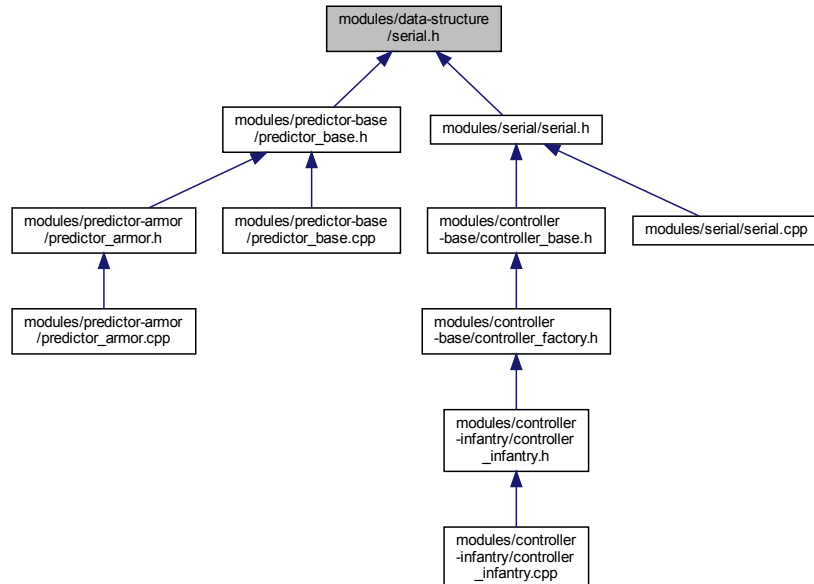 modules/data-structure
/serial.h
modules/predictor-base
/predictor_base.h
modules/serial/serial.h
modules/predictor-armor
/predictor_armor.h
modules/predictor-base
/predictor_base.cpp
modules/controller
-base/controller_base.h
modules/serial/serial.cpp
modules/predictor-armor
/predictor_armor.cpp
modules/controller
-base/controller_factory.h
modules/controller
-infantry/controller
_infantry.h
modules/controller
-infantry/controller
_infantry.cpp